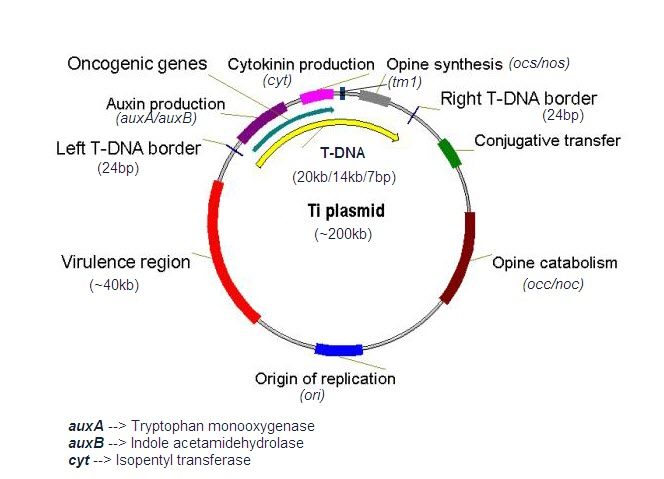 Oncogenic genes
Cytokinin production
(cyt)
Opine synthesis (ocs/nos)
(tm1)
Auxin production
(auxA/auxB)
Right T-DNA border
(24bp)
Left T-DNA border
(24bp)
Conjugative transfer
T-DNA
(20kb/14kb/7bp)
Ti plasmid
(~200kb)
Virulence region
(~40kb)
Opine catabolism
(occ/noc)
Origin of replication
(ori)
auxA --> Tryptophan monooxygenase
auxB --> Indole acetamidehydrolase
cyt --> Isopentyl transferase